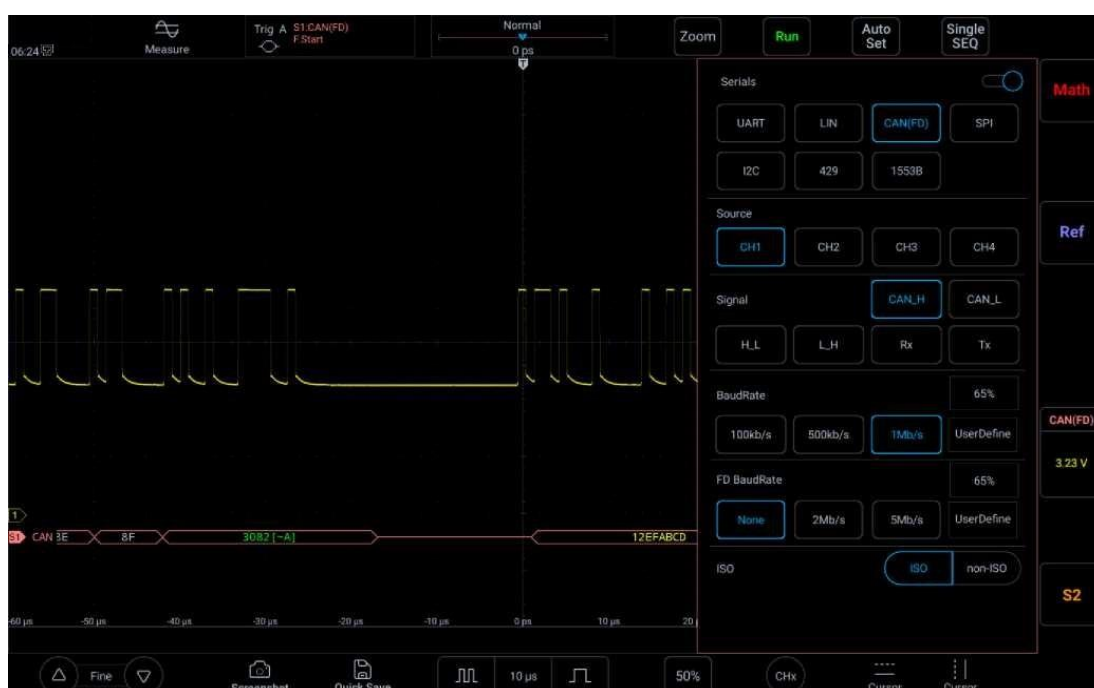 06:24
Measure
Trig A S1:CAN(FD)
F.Start
Normal
0 ps
T
Zoom
Run
Auto
Set
Single
SEQ
Serials
UART LIN CAN(FD) SPI
I2C 429 1553B
Source
CH1 CH2 CH3 CH4
Signal CAN_H CAN_L
H_L L_H Rx Tx
BaudRate 65%
100kb/s 500kb/s 1Mb/s UserDefine
FD BaudRate 65%
None 2Mb/s 5Mb/s UserDefine
ISO ISO non-ISO
Math
Ref
CAN(FD)
3.23 V
S2
1
S1 CAN 3E 8F 3082 [~A] 12EFABCD
-60 µs -50 µs -40 µs -30 µs -20 µs -10 µs 0 ps 10 µs 20
Fine
Screenshot
Quick Save
10 µs
50%
CHx
Cursor
Cursor